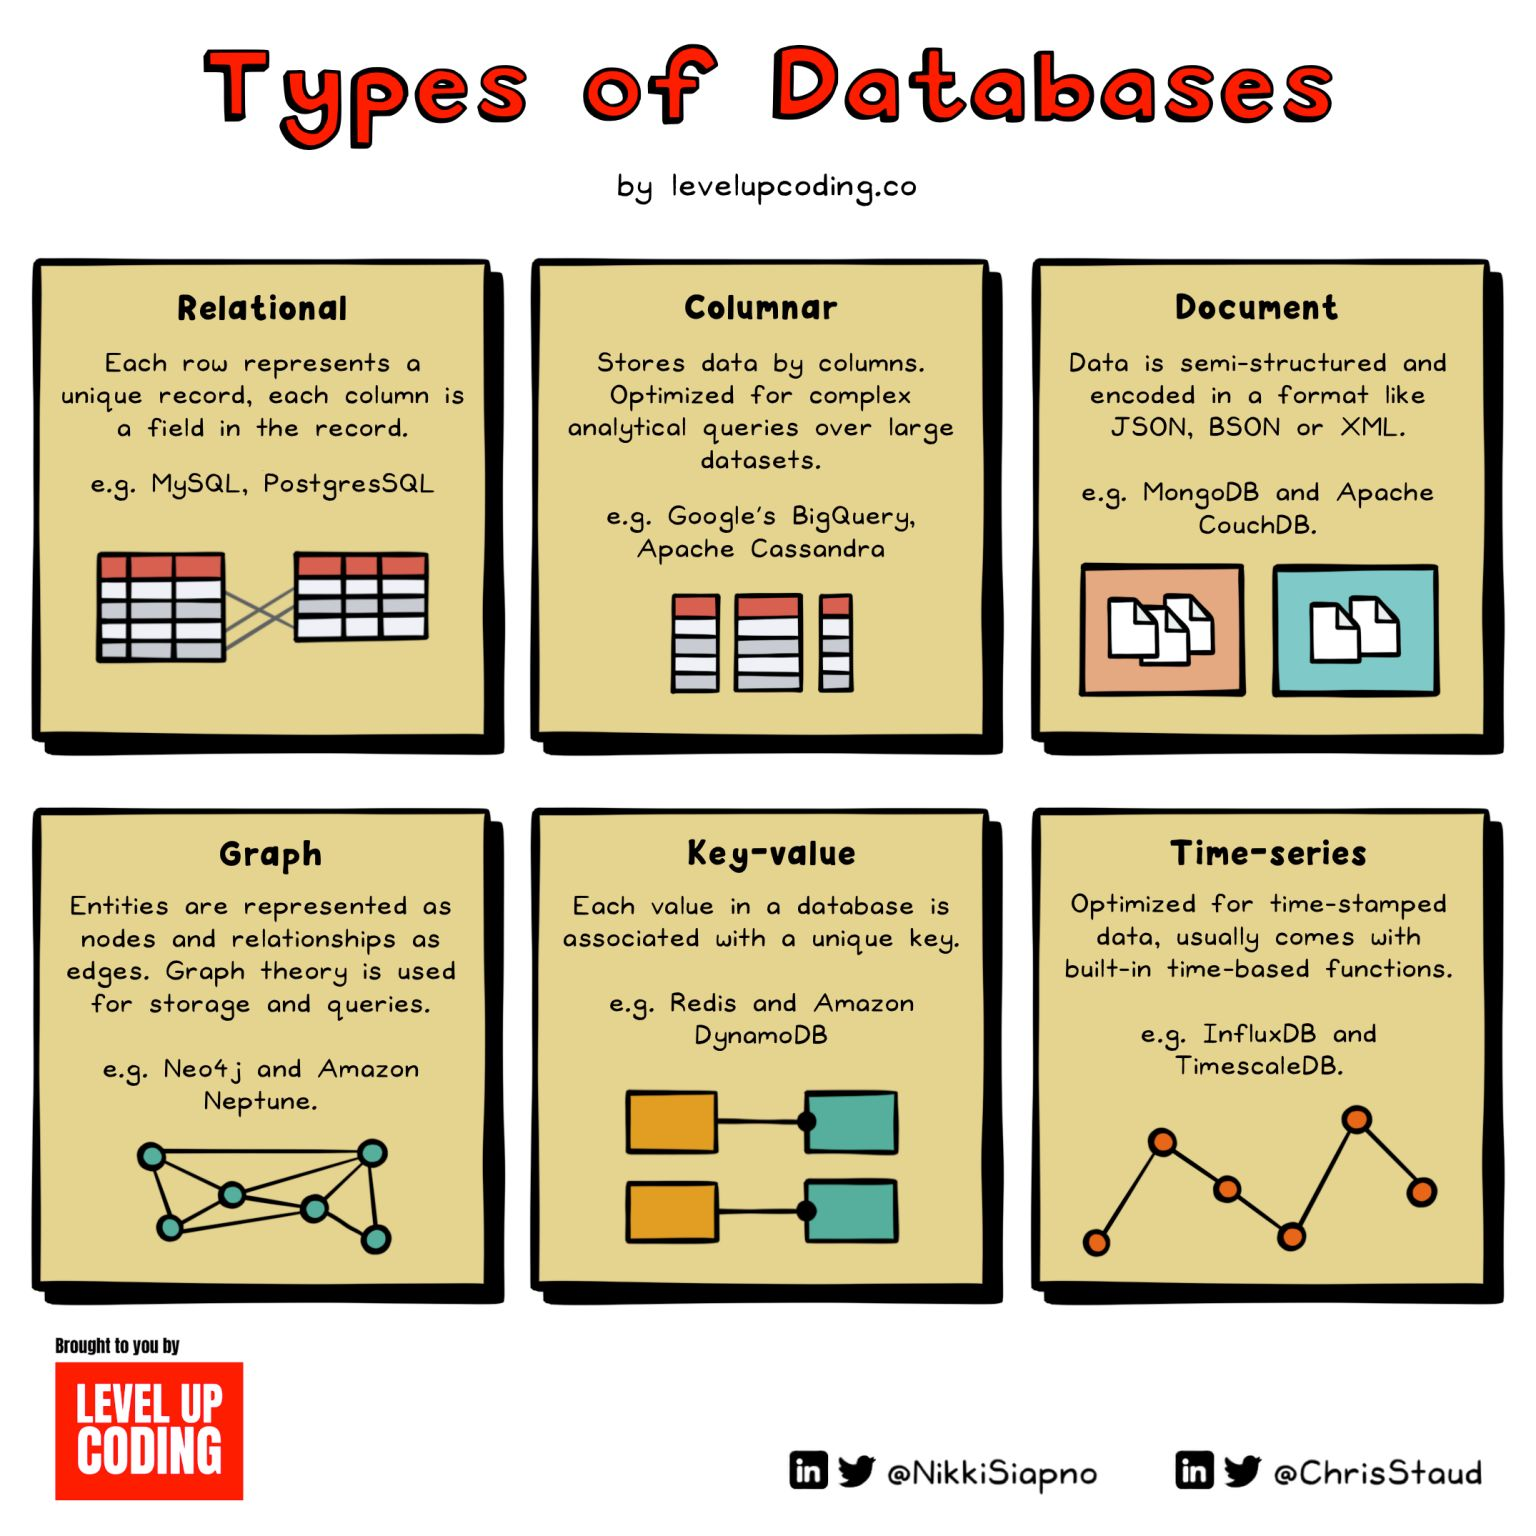 Types of Databases
by levelupcoding.co
Relational
Each row represents a
unique record, each column is
a field in the record.
e.g. MySQL, PostgresSQL
Columnar
Stores data by columns.
Optimized for complex
analytical queries over large
datasets.
e.g. Google's BigQuery,
Apache Cassandra
Document
Data is semi-structured and
encoded in a format like
JSON, BSON or XML.
e.g. MongoDB and Apache
CouchDB.
Graph
Entities are represented as
nodes and relationships as
edges. Graph theory is used
for storage and queries.
e.g. Neo4j and Amazon
Neptune.
Key-value
Each value in a database is
associated with a unique key.
e.g. Redis and Amazon
DynamoDB
Time-series
Optimized for time-stamped
data, usually comes with
built-in time-based functions.
e.g. InfluxDB and
TimescaleDB.
Brought to you by
LEVEL UP
CODING
in @NikkiSiapno
in @ChrisStaud